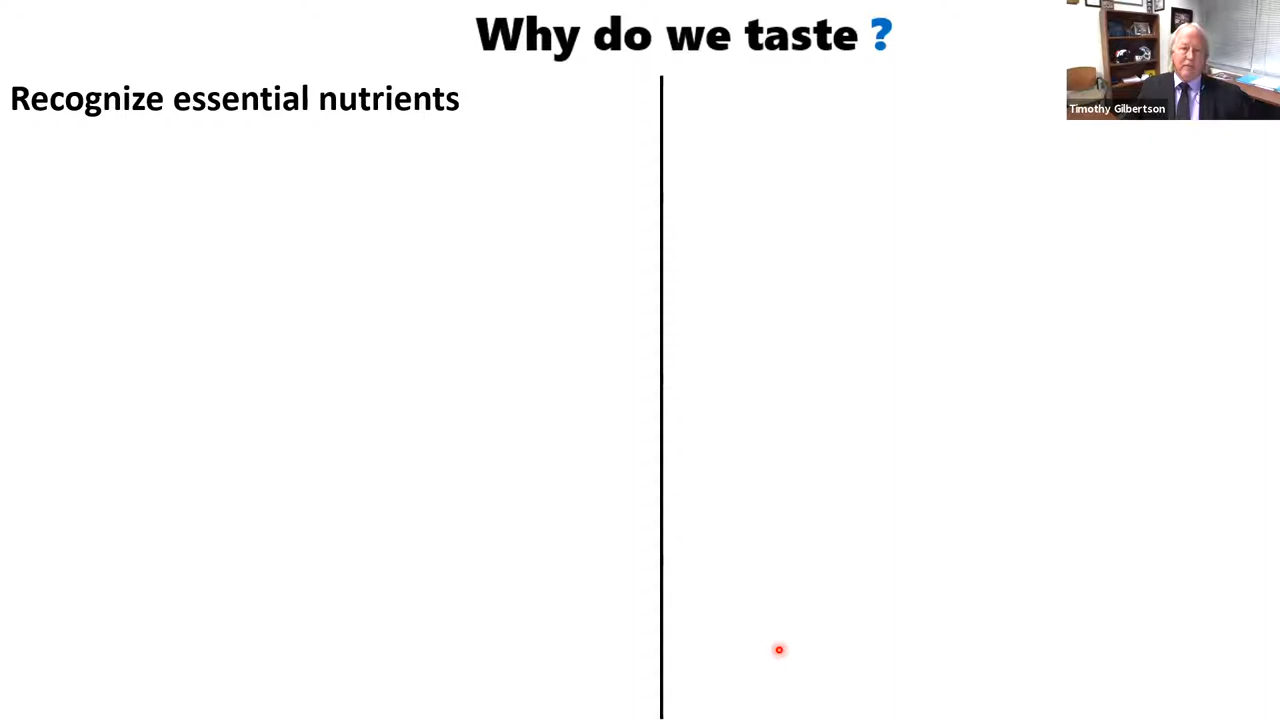 Why do we taste ?
Recognize essential nutrients
Timothy Gilbertson